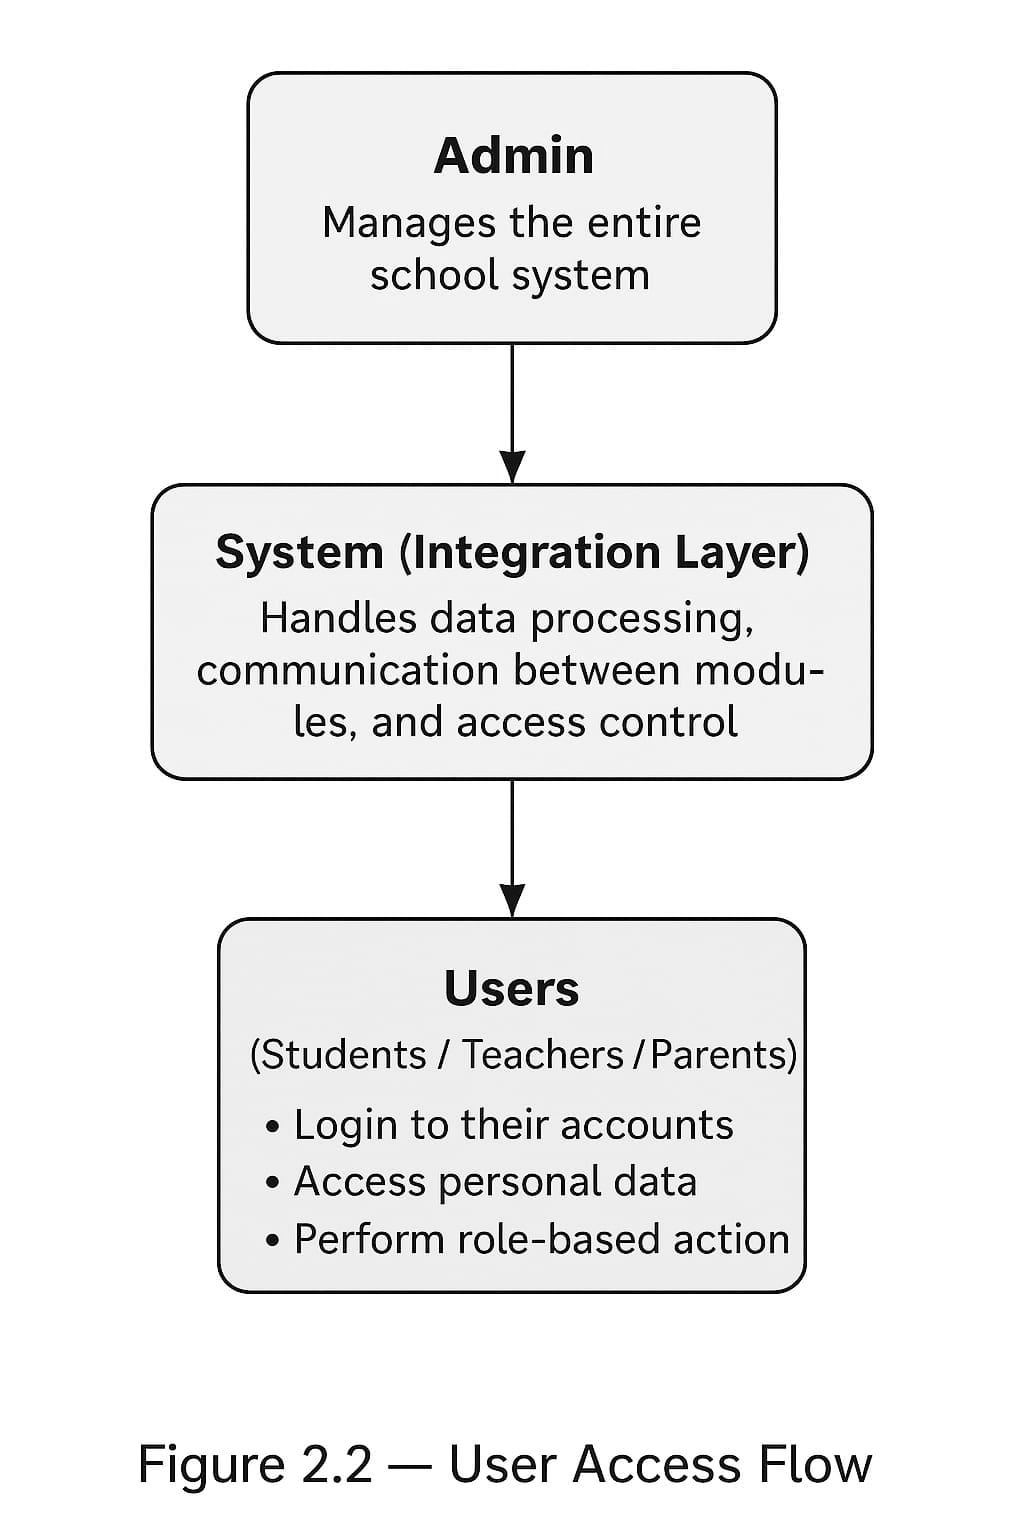 Admin
Manages the entire
school system
System (Integration Layer)
Handles data processing,
communication between modu-
les, and access control
Users
(Students / Teachers / Parents)
• Login to their accounts
• Access personal data
• Perform role-based action
Figure 2.2 — User Access Flow